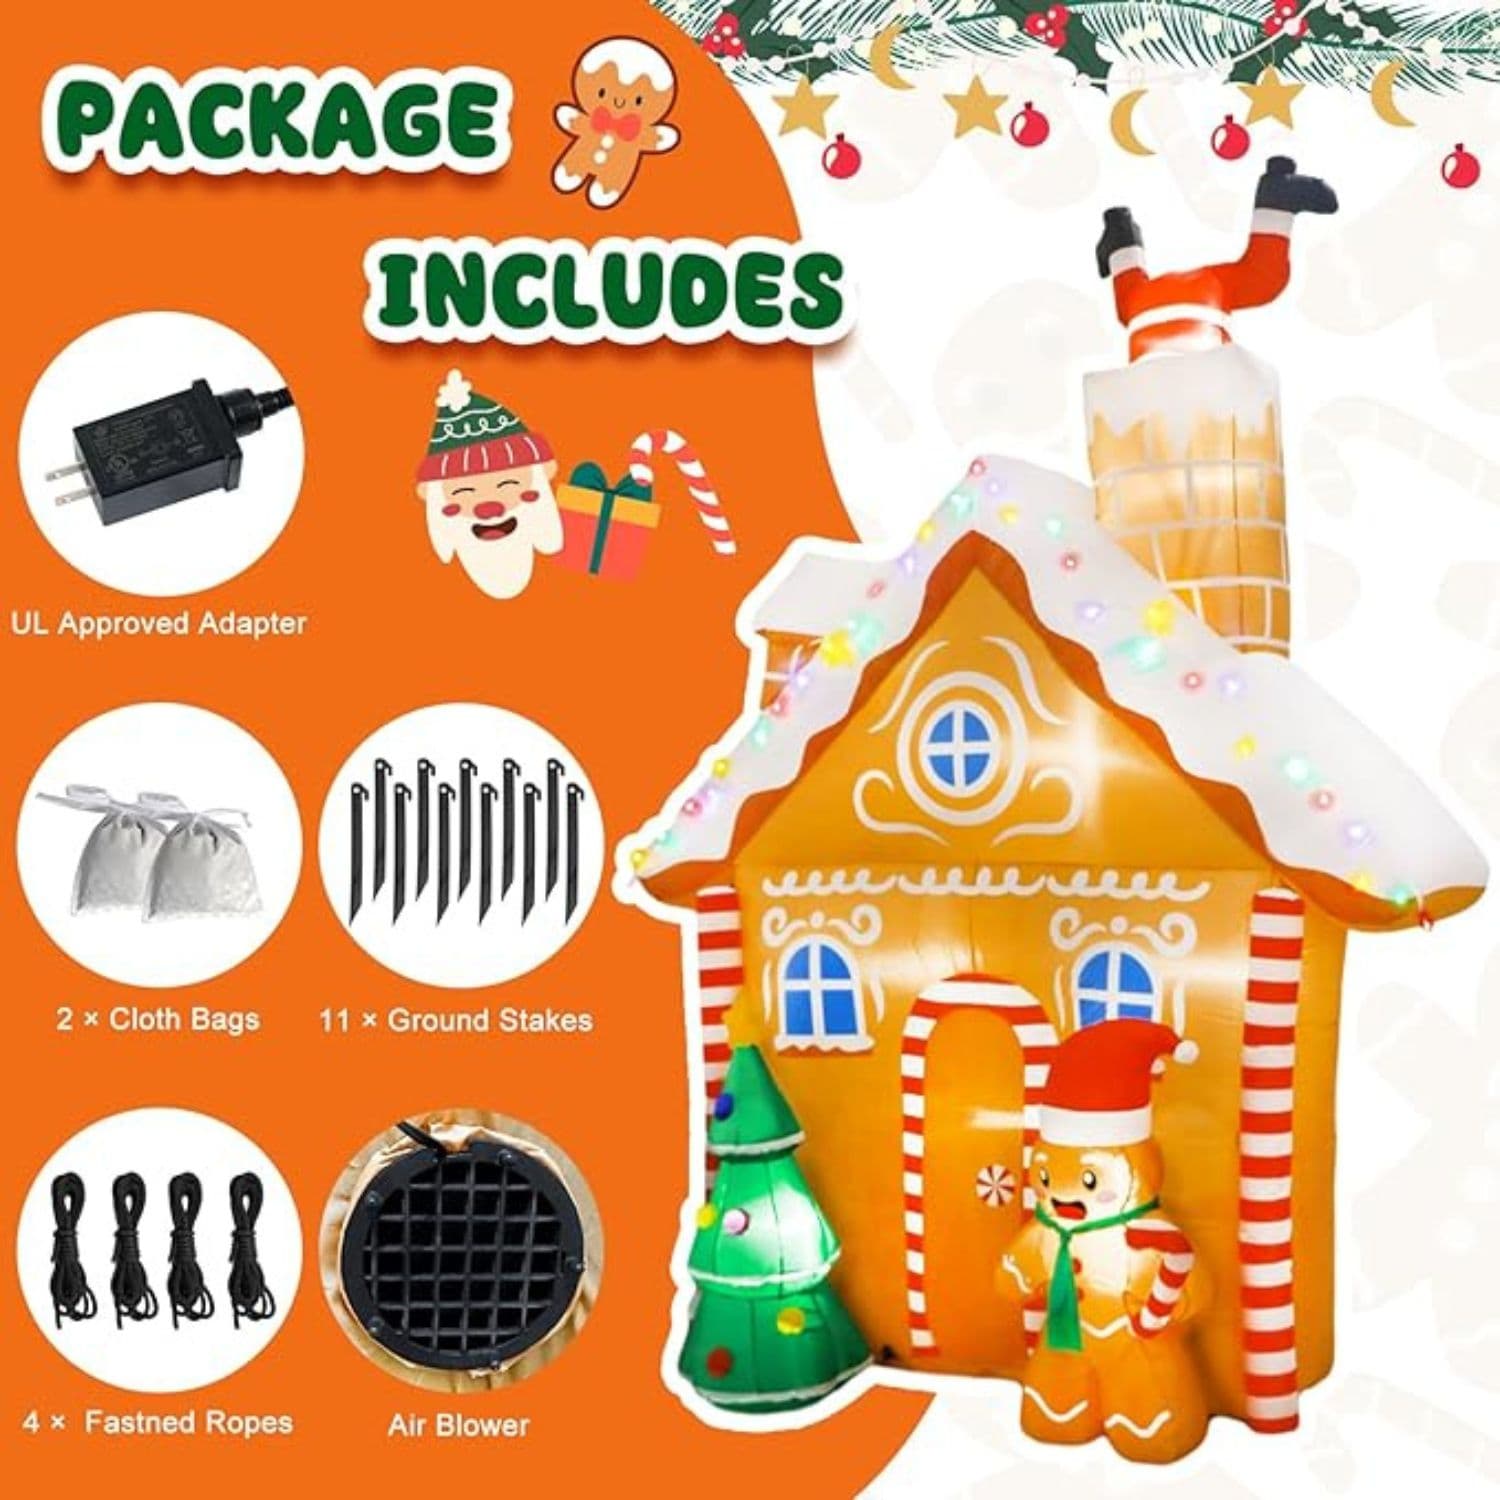 PACKAGE
INCLUDES
UL Approved Adapter
2 × Cloth Bags
11 × Ground Stakes
4 × Fastned Ropes
Air Blower